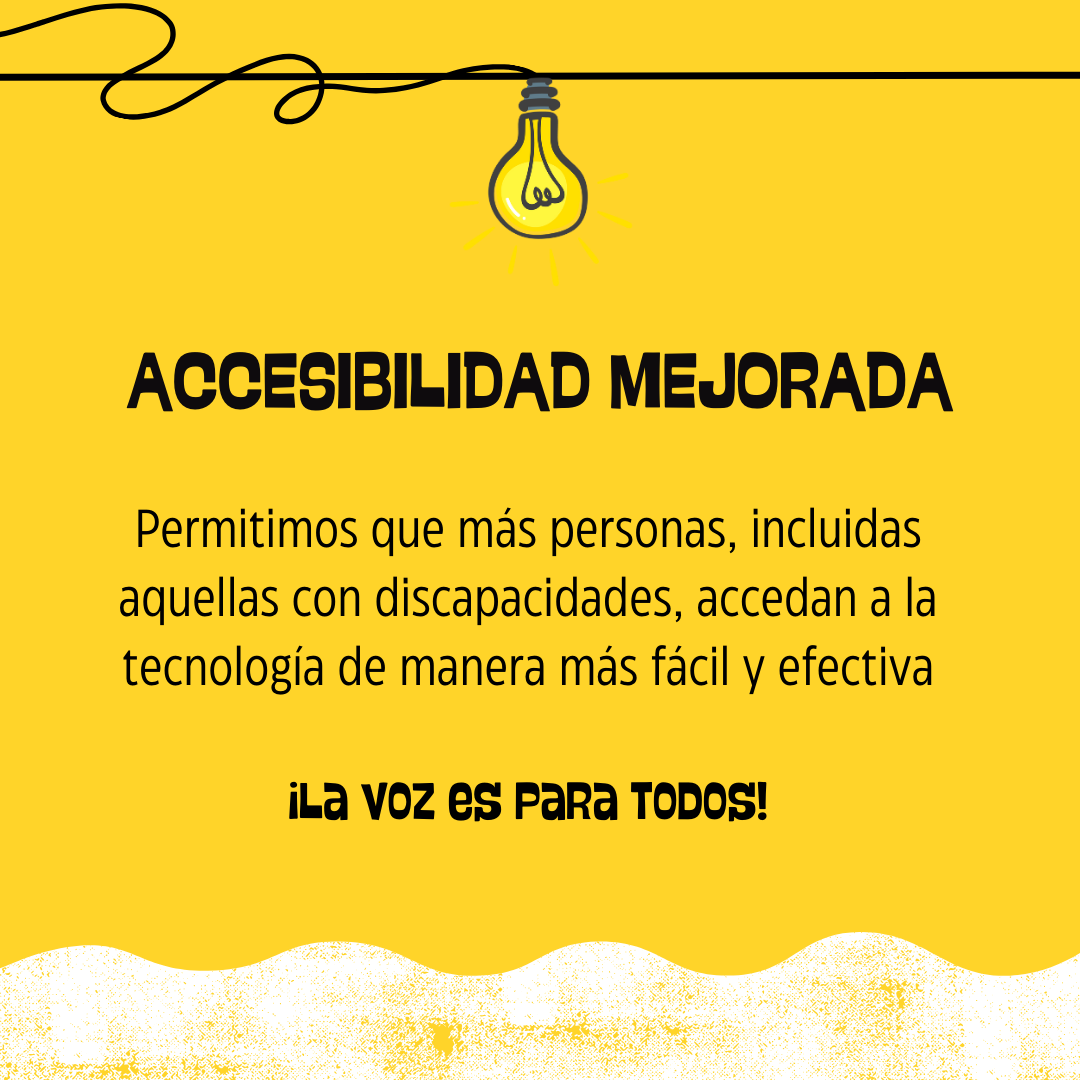 ACCESIBILIDAD MEJORADA
Permitimos que más personas, incluidas
aquellas con discapacidades, accedan a la
tecnología de manera más fácil y efectiva
¡La voz es para todos!